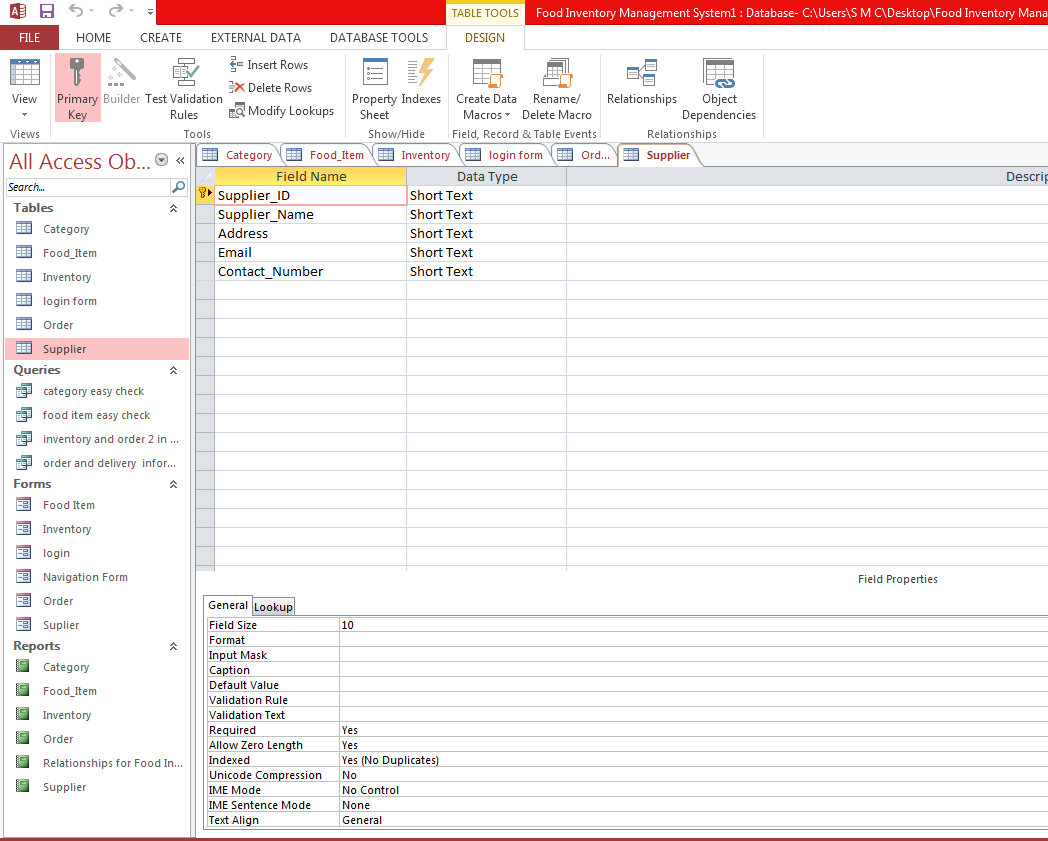 TABLE TOOLS
Food Inventory Management System1 : Database- C:\Users\S M C\Desktop\Food Inventory Mana
FILE HOME CREATE EXTERNAL DATA DATABASE TOOLS DESIGN
View
Views
Primary Key
Builder
Test Validation Rules
Insert Rows
Delete Rows
Modify Lookups
Tools
Property Sheet
Indexes
Show/Hide
Create Data Macros
Rename/ Delete Macro
Field, Record & Table Events
Relationships
Object Dependencies
Relationships
All Access Ob... «
Search...
Tables
Category
Food_Item
Inventory
login form
Order
Supplier
Queries
category easy check
food item easy check
inventory and order 2 in ...
order and delivery infor...
Forms
Food Item
Inventory
login
Navigation Form
Order
Suplier
Reports
Category
Food_Item
Inventory
Order
Relationships for Food In...
Supplier
Category Food_Item Inventory login form Ord... Supplier
Field Name Data Type Descrip
Supplier_ID Short Text
Supplier_Name Short Text
Address Short Text
Email Short Text
Contact_Number Short Text
Field Properties
General Lookup
Field Size 10
Format
Input Mask
Caption
Default Value
Validation Rule
Validation Text
Required Yes
Allow Zero Length Yes
Indexed Yes (No Duplicates)
Unicode Compression No
IME Mode No Control
IME Sentence Mode None
Text Align General